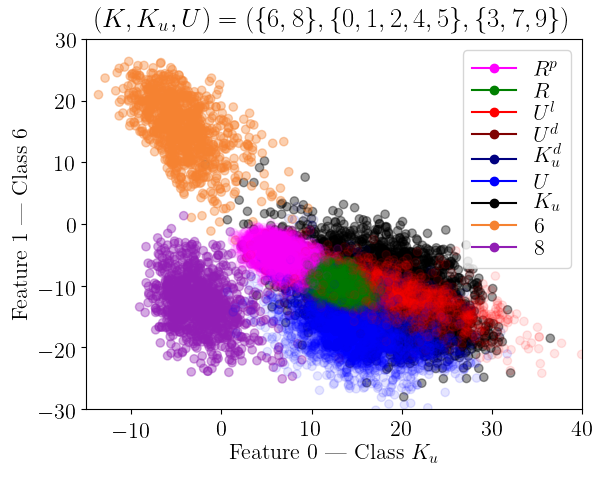 (K, K_u, U) = ({6, 8}, {0, 1, 2, 4, 5}, {3, 7, 9})
30
20
10
0
−10
−20
−30
Feature 1 — Class 6
R^p
R
U^l
U^d
K_u^d
U
K_u
6
8
−10
0
10
20
30
40
Feature 0 — Class K_u